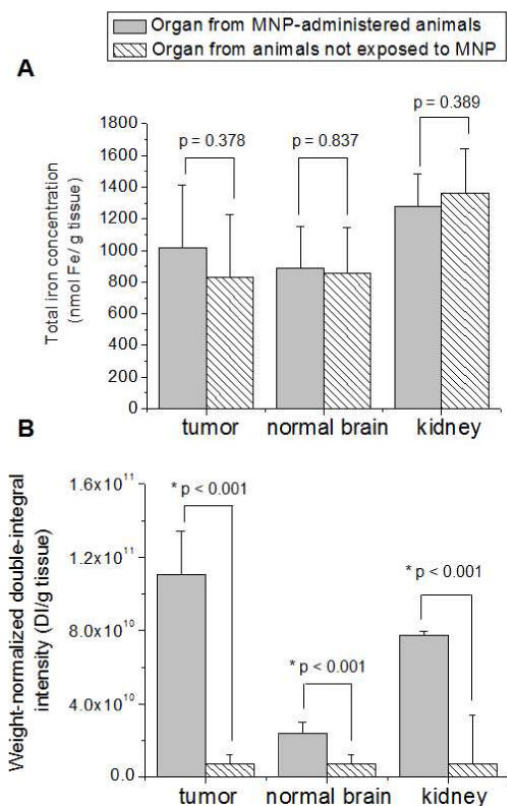 Organ from MNP-administered animals
Organ from animals not exposed to MNP
A
Total iron concentration
(nmol Fe/ g tissue)
1800
1600
1400
1200
1000
800
600
400
200
0
p = 0.378
p = 0.837
p = 0.389
tumor
normal brain
kidney
B
Weight-normalized double-integral
intensity (DI/g tissue)
1.6x10¹¹
1.2x10¹¹
8.0x10¹⁰
4.0x10¹⁰
0.0
* p < 0.001
* p < 0.001
* p < 0.001
tumor
normal brain
kidney